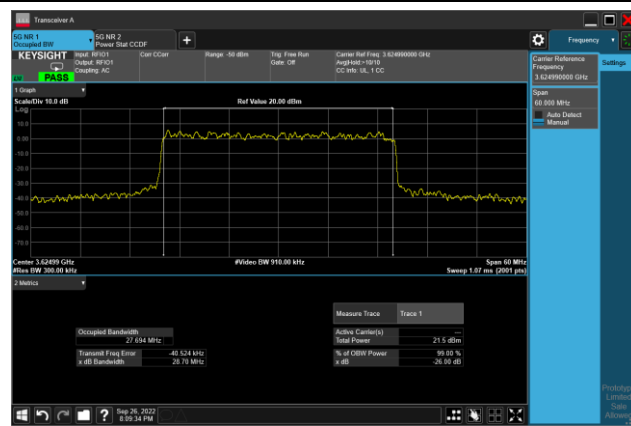 Transceiver A
5G NR 1
Occupied BW
5G NR 2
Power Stat CCDF
Frequency
KEYSIGHT
Input: RFIO1
Output: RFIO1
Coupling: AC
Corr CCorr
Range: -50 dBm
Trig: Free Run
Gate: Off
Carrier Ref Freq: 3.624990000 GHz
Avg|Hold:>10/10
CC Info: UL, 1 CC
PASS
Carrier Reference
Frequency
3.624990000 GHz
Settings
Span
60.000 MHz
Auto Detect
Manual
1 Graph
Scale/Div 10.0 dB
Ref Value 20.00 dBm
Log
10.0
0.00
-10.0
-20.0
-30.0
-40.0
-50.0
-60.0
-70.0
Center 3.62499 GHz
#Res BW 300.00 kHz
#Video BW 910.00 kHz
Span 60 MHz
Sweep 1.07 ms (2001 pts)
2 Metrics
Measure Trace
Trace 1
Occupied Bandwidth
27.694 MHz
Active Carrier(s)
---
Total Power
21.5 dBm
Transmit Freq Error
-40.524 kHz
x dB Bandwidth
28.70 MHz
% of OBW Power
99.00 %
x dB
-26.00 dB
Sep 26, 2022
8:09:34 PM
Prototype
Limited
Sale
Allowed